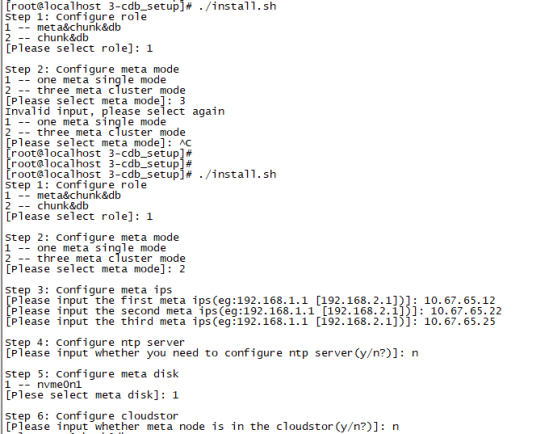 [root@localhost 3-cdb_setup]# ./install.sh
Step 1: Configure role
1 -- meta&chunk&db
2 -- chunk&db
[Please select role]: 1
Step 2: Configure meta mode
1 -- one meta single mode
2 -- three meta cluster mode
[Please select meta mode]: 3
Invalid input, please select again
1 -- one meta single mode
2 -- three meta cluster mode
[Please select meta mode]: ^C
[root@localhost 3-cdb_setup]#
[root@localhost 3-cdb_setup]#
[root@localhost 3-cdb_setup]# ./install.sh
Step 1: Configure role
1 -- meta&chunk&db
2 -- chunk&db
[Please select role]: 1
Step 2: Configure meta mode
1 -- one meta single mode
2 -- three meta cluster mode
[Please select meta mode]: 2
Step 3: Configure meta ips
[Please input the first meta ips(eg:192.168.1.1 [192.168.2.1])]: 10.67.65.12
[Please input the second meta ips(eg:192.168.1.1 [192.168.2.1])]: 10.67.65.22
[Please input the third meta ips(eg:192.168.1.1 [192.168.2.1])]: 10.67.65.25
Step 4: Configure ntp server
[Please input whether you need to configure ntp server(y/n?)]: n
Step 5: Configure meta disk
1 -- nvme0n1
[Plese select meta disk]: 1
Step 6: Configure cloudstor
[Please input whether meta node is in the cloudstor(y/n?)]: n